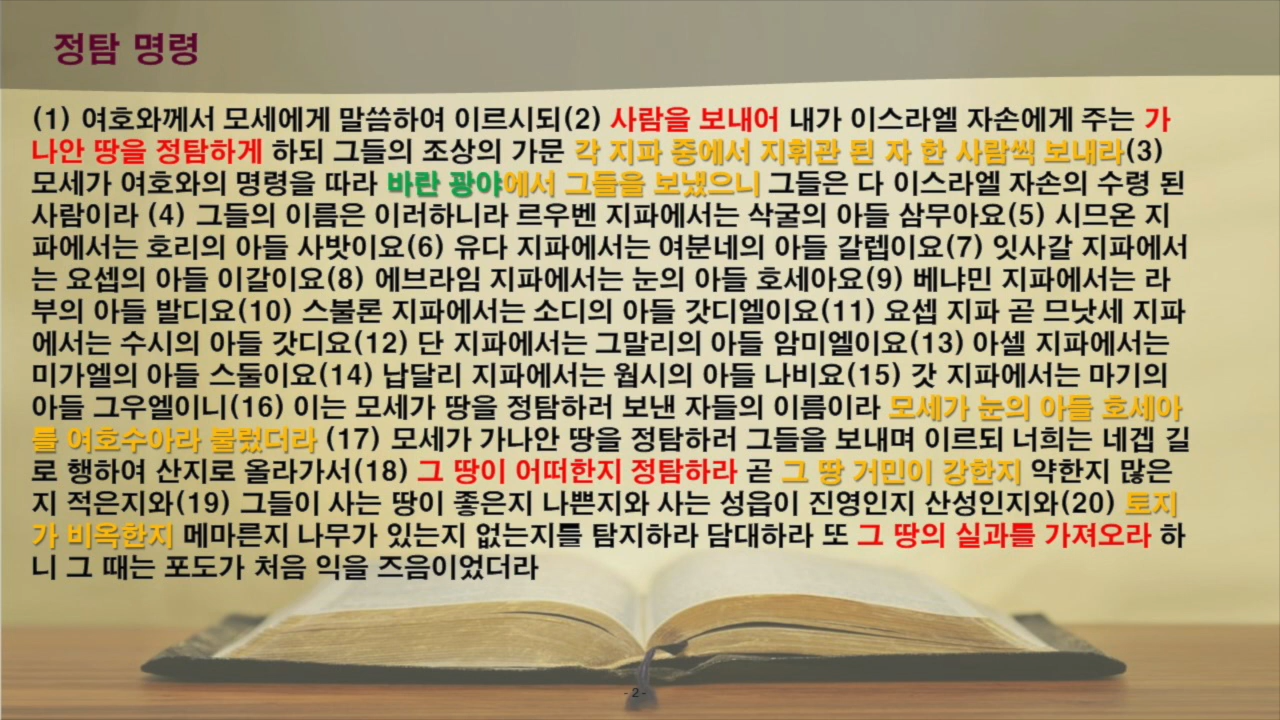 정탐 명령
(1) 여호와께서 모세에게 말씀하여 이르시되(2) 사람을 보내어 내가 이스라엘 자손에게 주는 가
나안 땅을 정탐하게 하되 그들의 조상의 가문 각 지파 중에서 지휘관 된 자 한 사람씩 보내라(3)
모세가 여호와의 명령을 따라 바란 광야에서 그들을 보냈으니 그들은 다 이스라엘 자손의 수령 된
사람이라 (4) 그들의 이름은 이러하니라 르우벤 지파에서는 삭굴의 아들 삼무아요(5) 시므온 지
파에서는 호리의 아들 사밧이요(6) 유다 지파에서는 여분네의 아들 갈렙이요(7) 잇사갈 지파에서
는 요셉의 아들 이갈이요(8) 에브라임 지파에서는 눈의 아들 호세아요(9) 베냐민 지파에서는 라
부의 아들 발디요(10) 스불론 지파에서는 소디의 아들 갓디엘이요(11) 요셉 지파 곧 므낫세 지파
에서는 수시의 아들 갓디요(12) 단 지파에서는 그말리의 아들 암미엘이요(13) 아셀 지파에서는
미가엘의 아들 스둘이요(14) 납달리 지파에서는 웝시의 아들 나비요(15) 갓 지파에서는 마기의
아들 그우엘이니(16) 이는 모세가 땅을 정탐하러 보낸 자들의 이름이라 모세가 눈의 아들 호세아
를 여호수아라 불렀더라 (17) 모세가 가나안 땅을 정탐하러 그들을 보내며 이르되 너희는 네겝 길
로 행하여 산지로 올라가서(18) 그 땅이 어떠한지 정탐하라 곧 그 땅 거민이 강한지 약한지 많은
지 적은지와(19) 그들이 사는 땅이 좋은지 나쁜지와 사는 성읍이 진영인지 산성인지와(20) 토지
가 비옥한지 메마른지 나무가 있는지 없는지를 탐지하라 담대하라 또 그 땅의 실과를 가져오라 하
니 그 때는 포도가 처음 익을 즈음이었더라
- 2 -